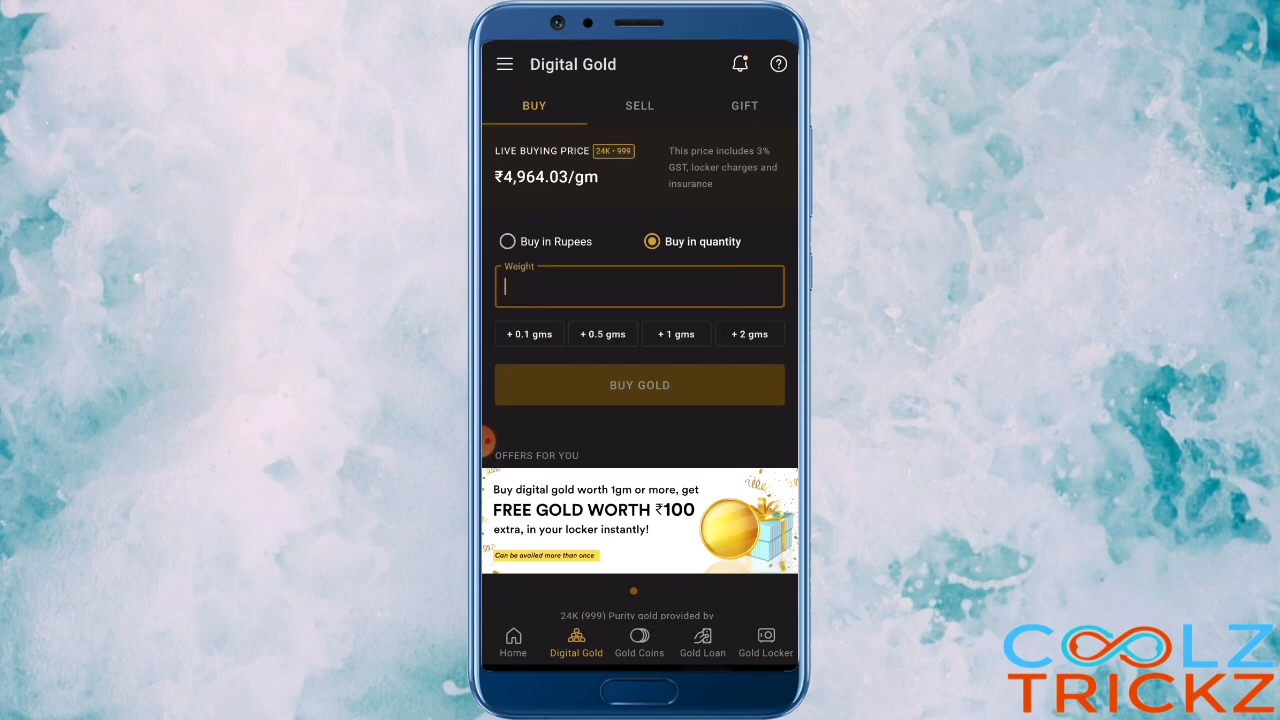 Digital Gold
BUY SELL GIFT
LIVE BUYING PRICE 24K • 999
₹4,964.03/gm
This price includes 3%
GST, locker charges and
insurance
Buy in Rupees Buy in quantity
Weight
+ 0.1 gms + 0.5 gms + 1 gms + 2 gms
BUY GOLD
OFFERS FOR YOU
Buy digital gold worth 1gm or more, get
FREE GOLD WORTH ₹100
extra, in your locker instantly!
Can be availed more than once
24K (999) Purity gold provided by
Home Digital Gold Gold Coins Gold Loan Gold Locker
COOLZ
TRICKZ